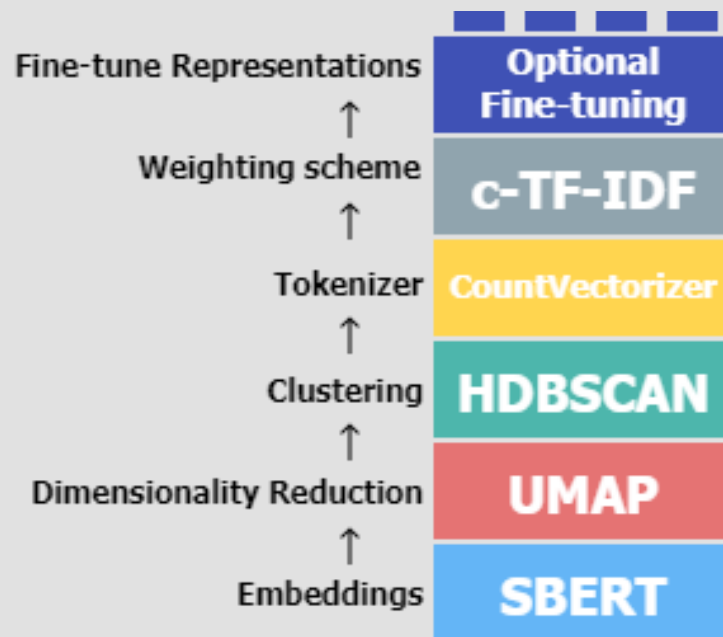 Fine-tune Representations
Optional
Fine-tuning
↑
Weighting scheme
c-TF-IDF
↑
Tokenizer
CountVectorizer
↑
Clustering
HDBSCAN
↑
Dimensionality Reduction
UMAP
↑
Embeddings
SBERT